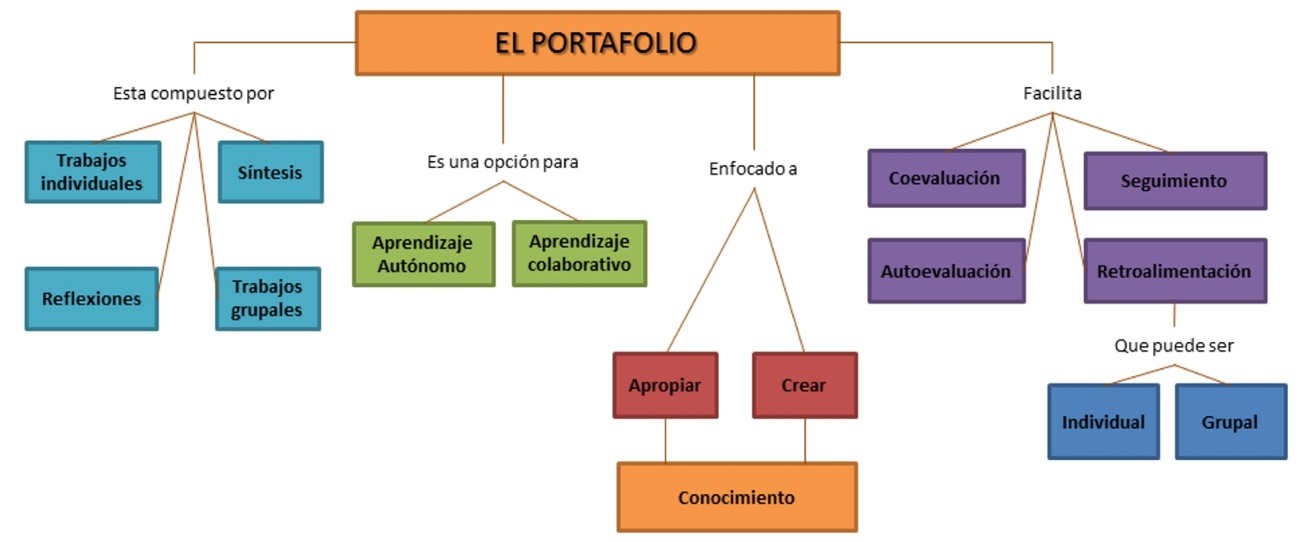 EL PORTAFOLIO
Esta compuesto por
Trabajos
individuales
Síntesis
Reflexiones
Trabajos
grupales
Es una opción para
Aprendizaje
Autónomo
Aprendizaje
colaborativo
Enfocado a
Apropiar
Crear
Conocimiento
Facilita
Coevaluación
Seguimiento
Autoevaluación
Retroalimentación
Que puede ser
Individual
Grupal